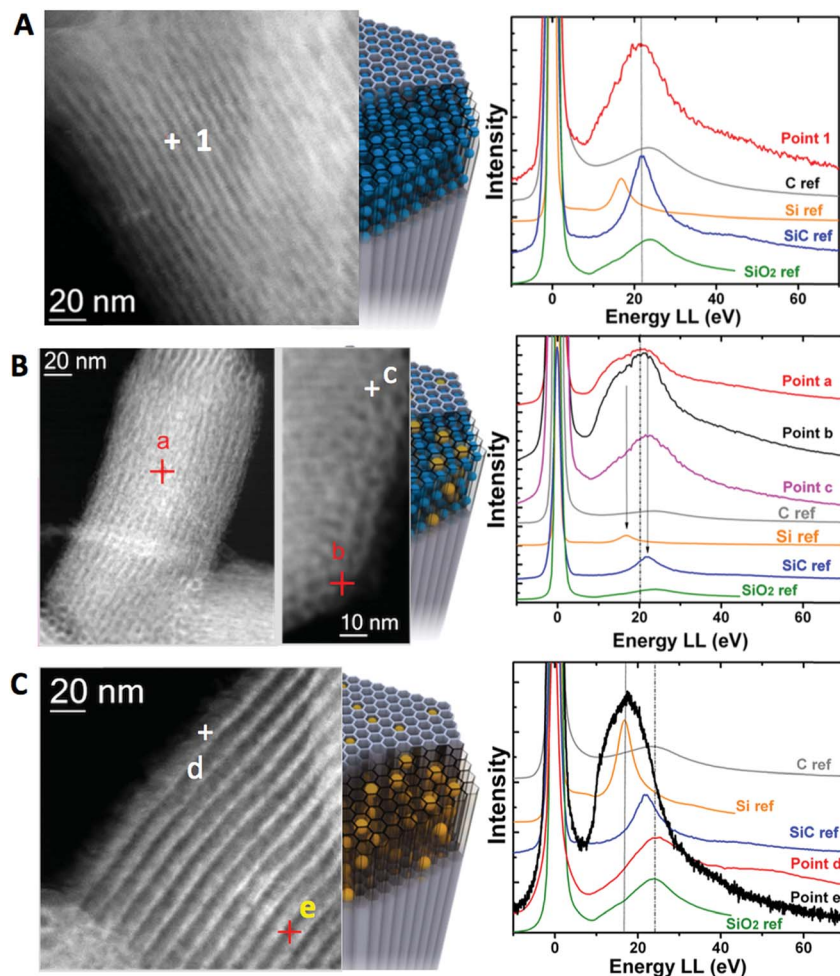 A
+ 1
20 nm
Intensity
Point 1
C ref
Si ref
SiC ref
SiO₂ ref
0 20 40 60
Energy LL (eV)
B
20 nm
a
c
b
10 nm
Intensity
Point a
Point b
Point c
C ref
Si ref
SiC ref
SiO₂ ref
0 20 40 60
Energy LL (eV)
C
20 nm
d
e
Intensity
C ref
Si ref
SiC ref
Point d
Point e
SiO₂ ref
0 20 40 60
Energy LL (eV)